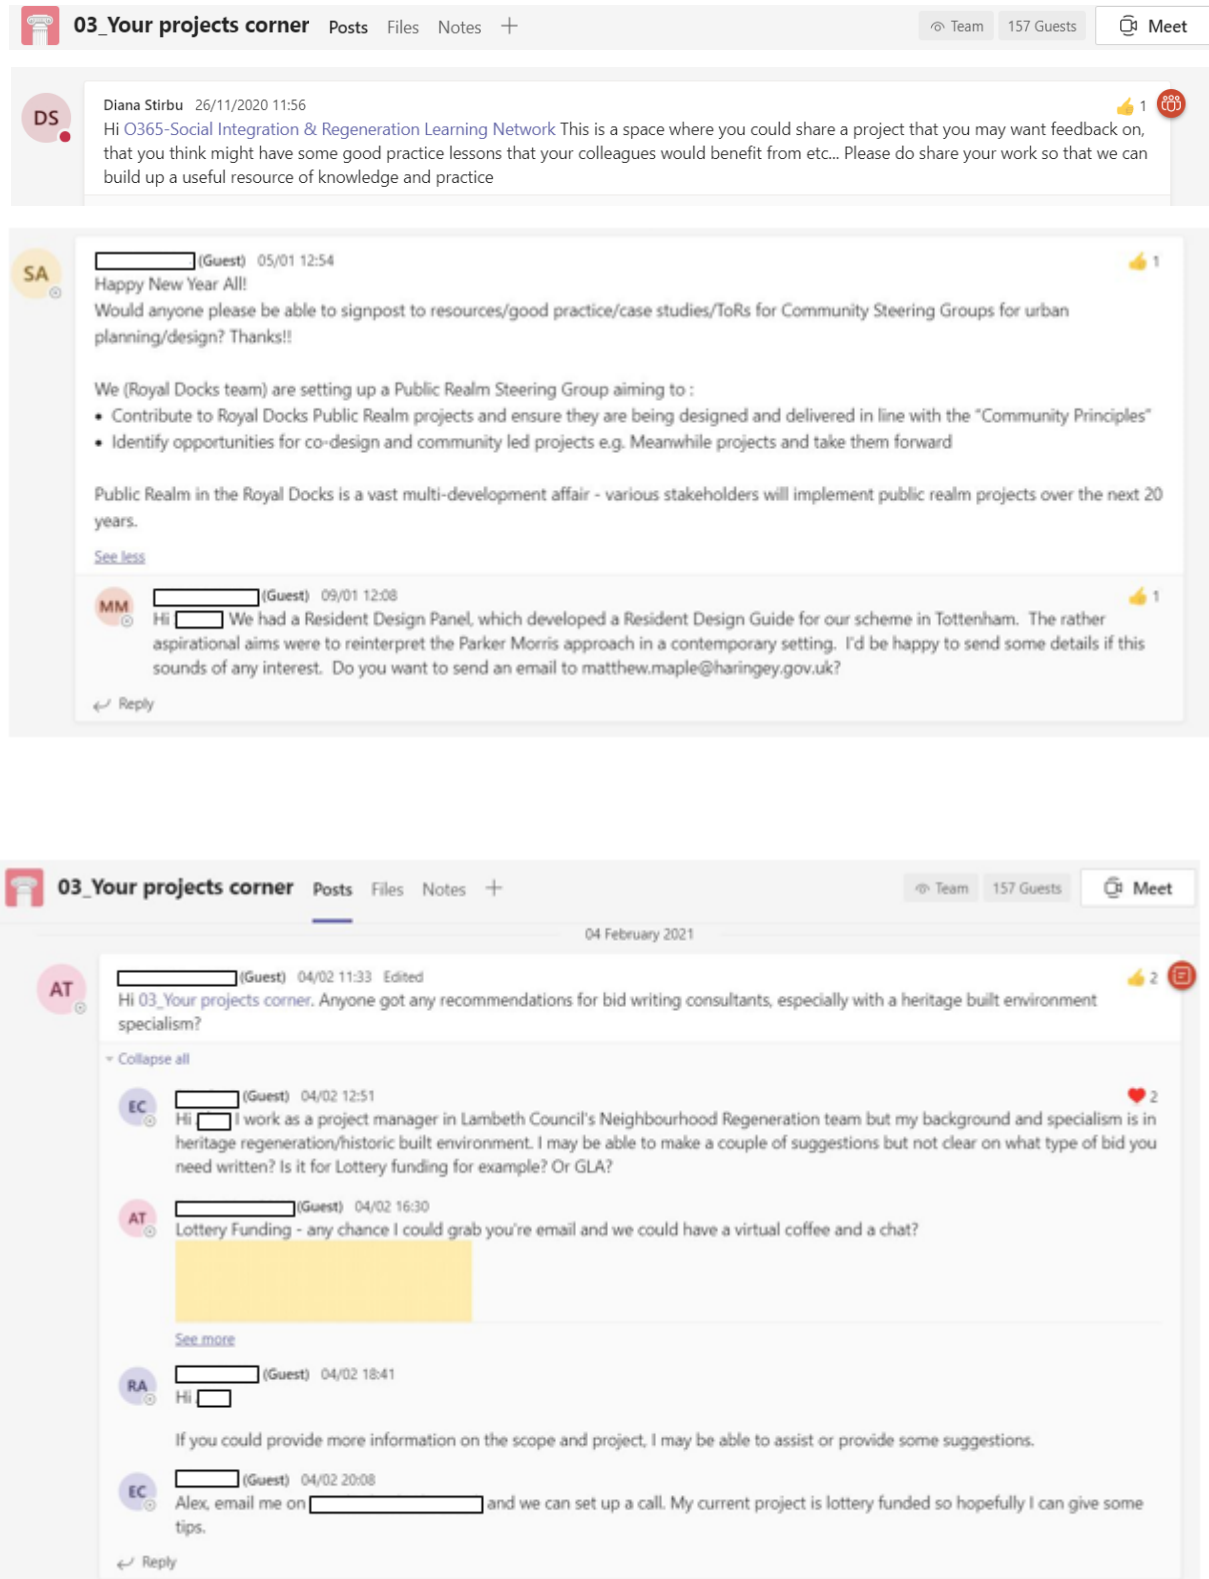 03_Your projects corner Posts Files Notes + Team 157 Guests Meet
DS
Diana Stirbu 26/11/2020 11:56 1
Hi O365-Social Integration & Regeneration Learning Network This is a space where you could share a project that you may want feedback on,
that you think might have some good practice lessons that your colleagues would benefit from etc... Please do share your work so that we can
build up a useful resource of knowledge and practice
SA
(Guest) 05/01 12:54 1
Happy New Year All!
Would anyone please be able to signpost to resources/good practice/case studies/ToRs for Community Steering Groups for urban
planning/design? Thanks!!
We (Royal Docks team) are setting up a Public Realm Steering Group aiming to :
• Contribute to Royal Docks Public Realm projects and ensure they are being designed and delivered in line with the "Community Principles"
• Identify opportunities for co-design and community led projects e.g. Meanwhile projects and take them forward
Public Realm in the Royal Docks is a vast multi-development affair - various stakeholders will implement public realm projects over the next 20
years.
See less
MM
(Guest) 09/01 12:08 1
Hi We had a Resident Design Panel, which developed a Resident Design Guide for our scheme in Tottenham. The rather
aspirational aims were to reinterpret the Parker Morris approach in a contemporary setting. I'd be happy to send some details if this
sounds of any interest. Do you want to send an email to matthew.maple@haringey.gov.uk?
Reply
03_Your projects corner Posts Files Notes + Team 157 Guests Meet
04 February 2021
AT
(Guest) 04/02 11:33 Edited 2
Hi 03_Your projects corner. Anyone got any recommendations for bid writing consultants, especially with a heritage built environment
specialism?
Collapse all
EC
(Guest) 04/02 12:51 2
Hi I work as a project manager in Lambeth Council's Neighbourhood Regeneration team but my background and specialism is in
heritage regeneration/historic built environment. I may be able to make a couple of suggestions but not clear on what type of bid you
need written? Is it for Lottery funding for example? Or GLA?
AT
(Guest) 04/02 16:30
Lottery Funding - any chance I could grab you're email and we could have a virtual coffee and a chat?
See more
RA
(Guest) 04/02 18:41
Hi
If you could provide more information on the scope and project, I may be able to assist or provide some suggestions.
EC
(Guest) 04/02 20:08
Alex, email me on and we can set up a call. My current project is lottery funded so hopefully I can give some
tips.
Reply